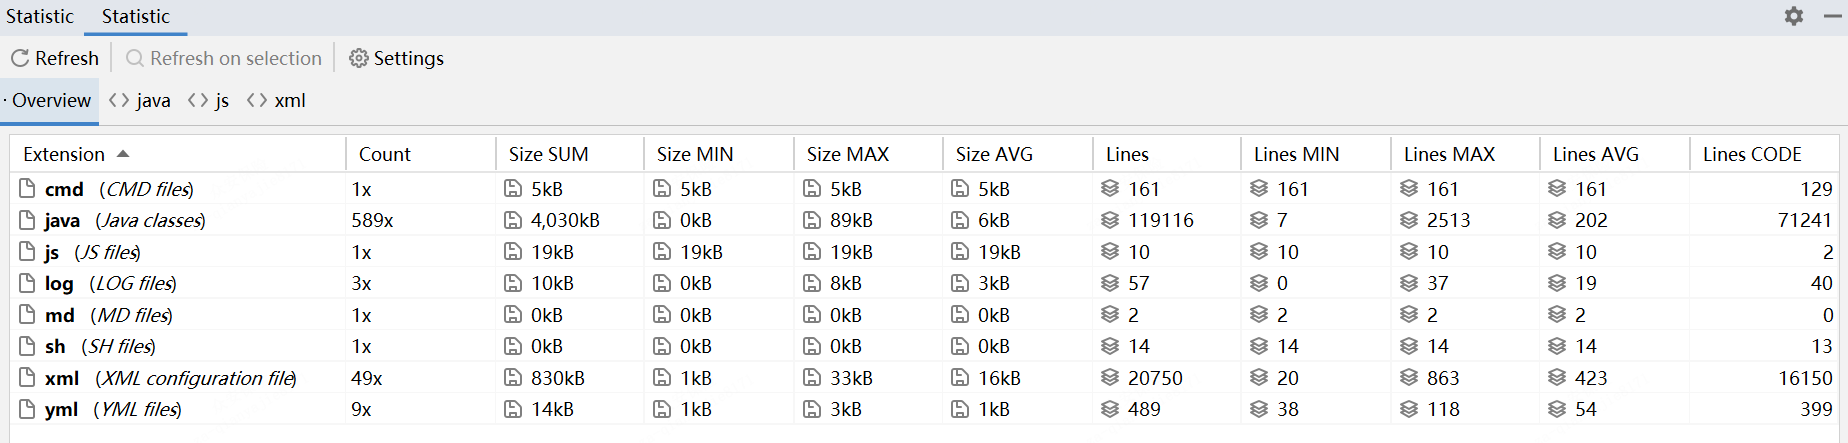 Statistic Statistic
Refresh Refresh on selection Settings
· Overview <> java <> js <> xml
Extension Count Size SUM Size MIN Size MAX Size AVG Lines Lines MIN Lines MAX Lines AVG Lines CODE
cmd (CMD files) 1x 5kB 5kB 5kB 5kB 161 161 161 161 129
java (Java classes) 589x 4,030kB 0kB 89kB 6kB 119116 7 2513 202 71241
js (JS files) 1x 19kB 19kB 19kB 19kB 10 10 10 10 2
log (LOG files) 3x 10kB 0kB 8kB 3kB 57 0 37 19 40
md (MD files) 1x 0kB 0kB 0kB 0kB 2 2 2 2 0
sh (SH files) 1x 0kB 0kB 0kB 0kB 14 14 14 14 13
xml (XML configuration file) 49x 830kB 1kB 33kB 16kB 20750 20 863 423 16150
yml (YML files) 9x 14kB 1kB 3kB 1kB 489 38 118 54 399